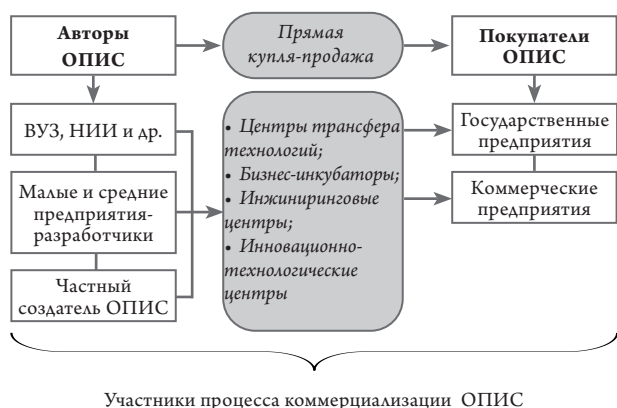 Авторы
ОПИС
Прямая
купля-продажа
Покупатели
ОПИС
ВУЗ, НИИ и др.
Малые и средние
предприятия-
разработчики
Частный
создатель ОПИС
• Центры трансфера
технологий;
• Бизнес-инкубаторы;
• Инжиниринговые
центры;
• Инновационно-
технологические
центры
Государственные
предприятия
Коммерческие
предприятия
Участники процесса коммерциализации ОПИС